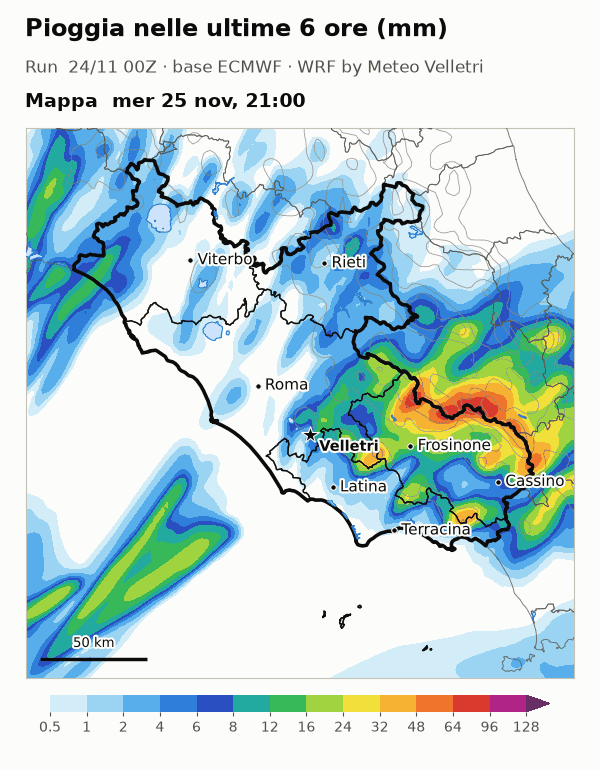 Pioggia nelle ultime 6 ore (mm)
Run  24/11 00Z · base ECMWF · WRF by Meteo Velletri
Mappa  mer 25 nov, 21:00
Viterbo
Rieti
Roma
Velletri
Frosinone
Latina
Cassino
Terracina
50 km
0.5 1 2 4 6 8 12 16 24 32 48 64 96 128